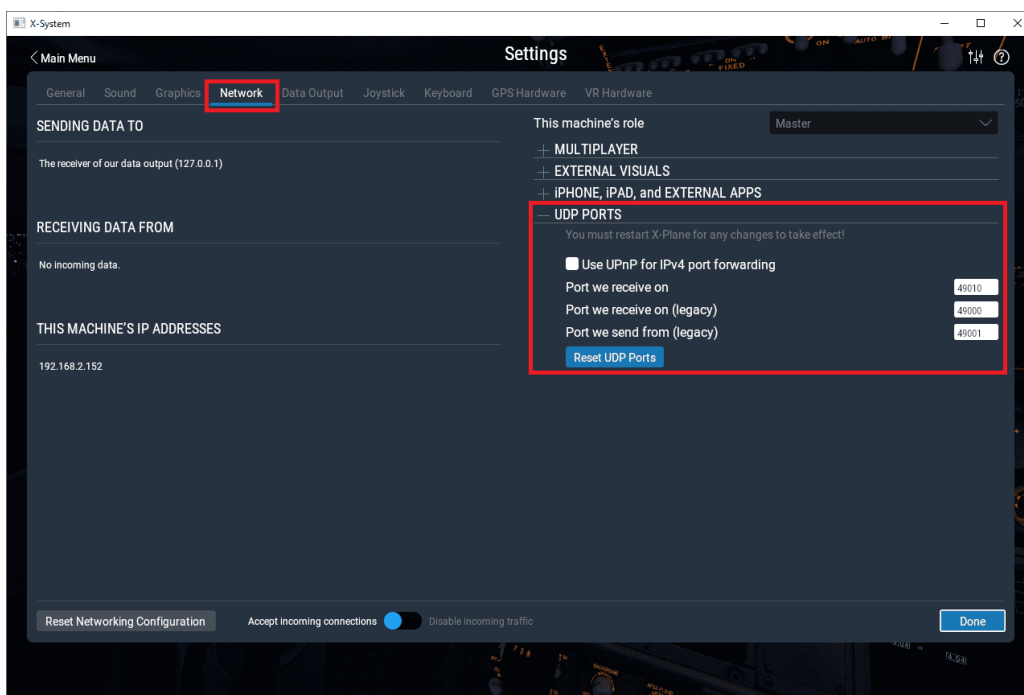 X-System
Main Menu
Settings
General Sound Graphics Network Data Output Joystick Keyboard GPS Hardware VR Hardware
SENDING DATA TO
The receiver of our data output (127.0.0.1)
RECEIVING DATA FROM
No incoming data.
THIS MACHINE'S IP ADDRESSES
192.168.2.152
This machine's role Master
MULTIPLAYER
EXTERNAL VISUALS
iPHONE, iPAD, and EXTERNAL APPS
UDP PORTS
You must restart X-Plane for any changes to take effect!
Use UPnP for IPv4 port forwarding
Port we receive on 49010
Port we receive on (legacy) 49000
Port we send from (legacy) 49001
Reset UDP Ports
Reset Networking Configuration Accept incoming connections Disable incoming traffic Done
ON
FIXED
ON